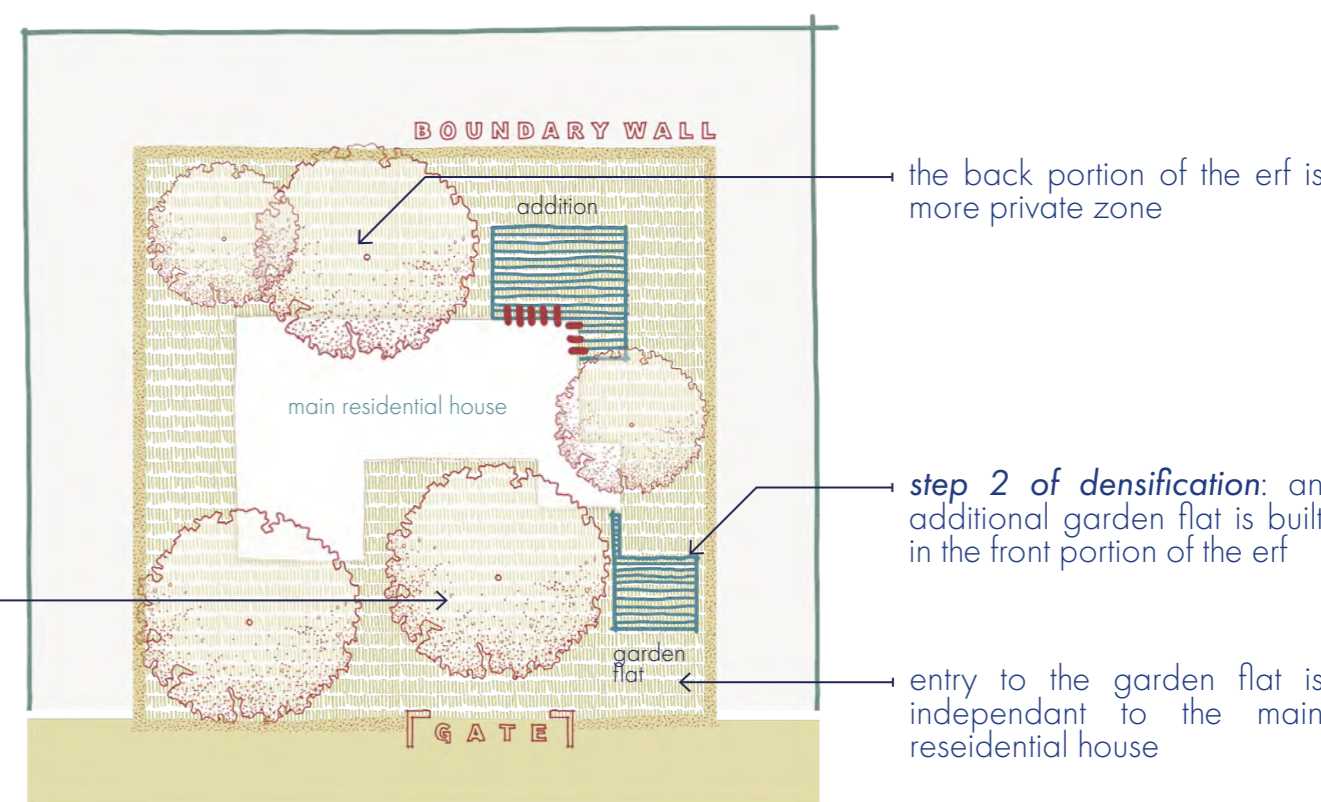 BOUNDARY WALL
addition
the back portion of the erf is
more private zone
main residential house
step 2 of densification: an
additional garden flat is built
in the front portion of the erf
garden
flat
entry to the garden flat is
independant to the main
reseidential house
GATE